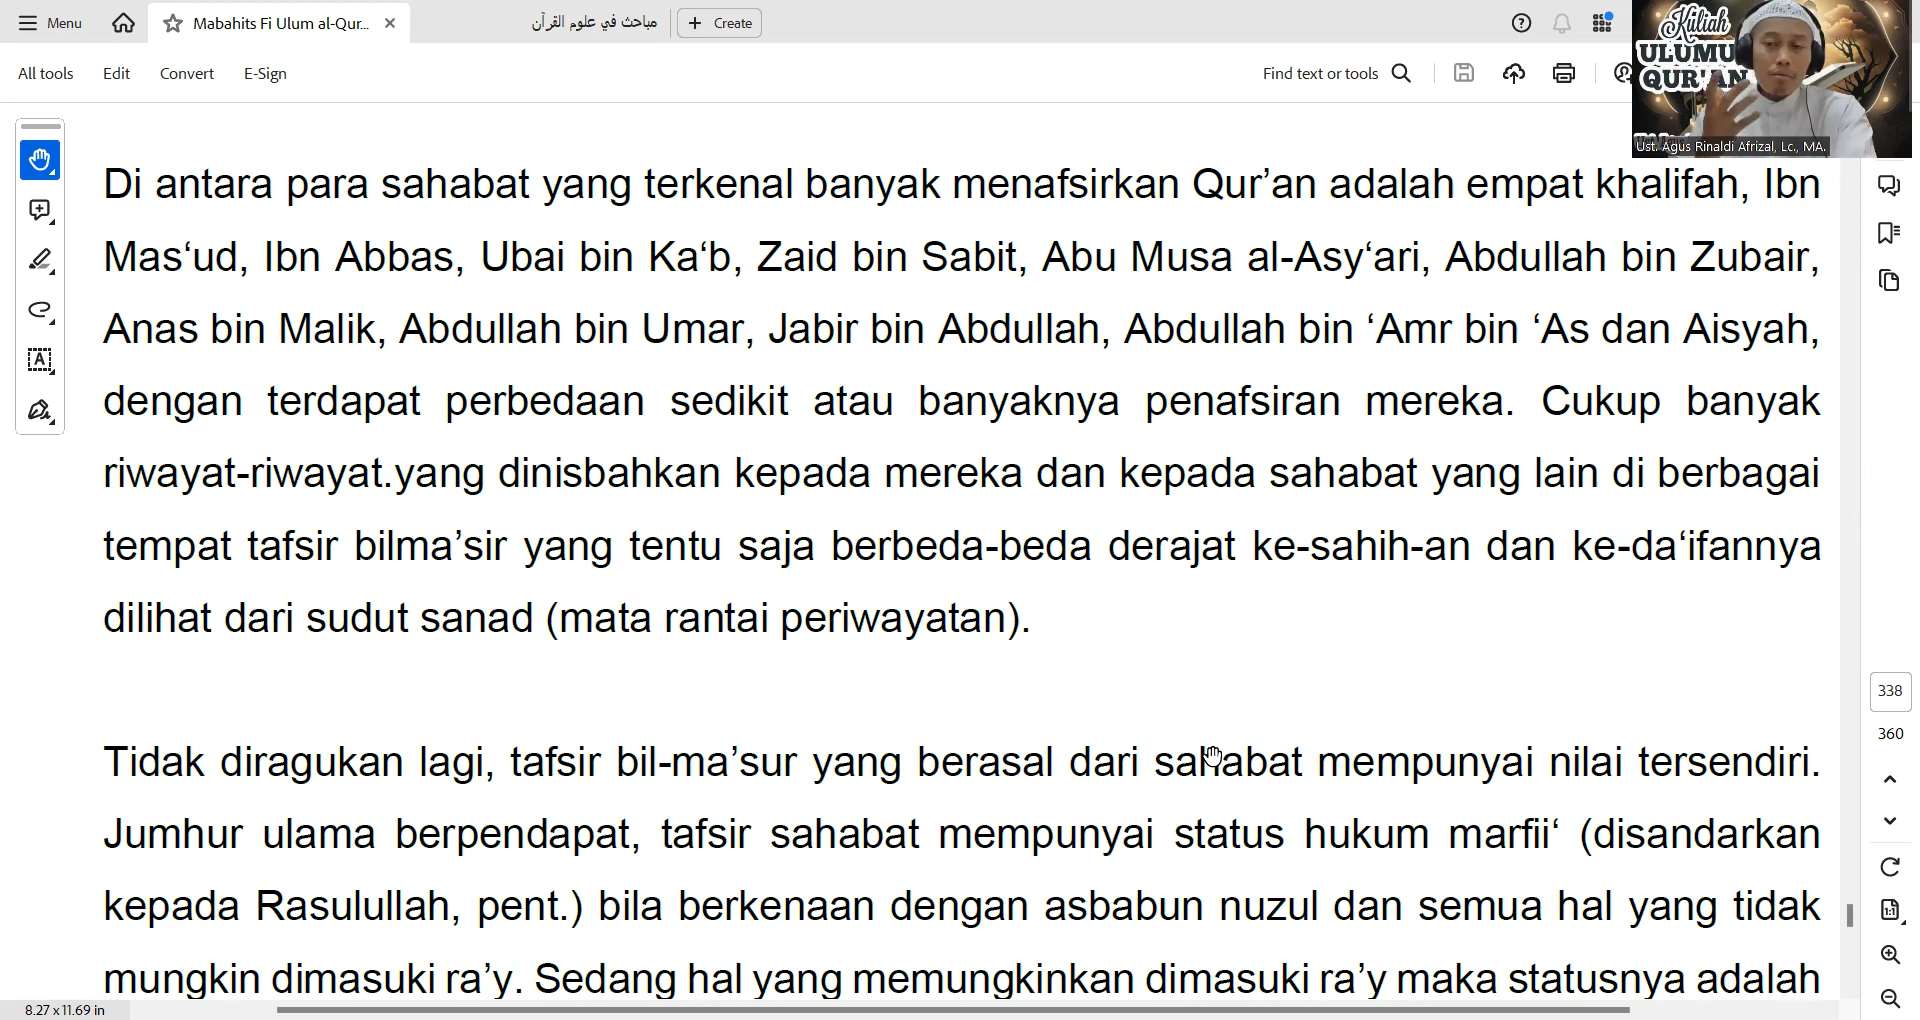 Menu
Mabahits Fi Ulum al-Qur...
مباحث في علوم القرآن
Create
All tools
Edit
Convert
E-Sign
Find text or tools
Kuliah
ULUMU
QUR'AN
Ust. Agus Rinaldi Afrizal, Lc., MA.
Di antara para sahabat yang terkenal banyak menafsirkan Qur’an adalah empat khalifah, Ibn
Mas‘ud, Ibn Abbas, Ubai bin Ka‘b, Zaid bin Sabit, Abu Musa al-Asy‘ari, Abdullah bin Zubair,
Anas bin Malik, Abdullah bin Umar, Jabir bin Abdullah, Abdullah bin ‘Amr bin ‘As dan Aisyah,
dengan terdapat perbedaan sedikit atau banyaknya penafsiran mereka. Cukup banyak
riwayat-riwayat.yang dinisbahkan kepada mereka dan kepada sahabat yang lain di berbagai
tempat tafsir bilma’sir yang tentu saja berbeda-beda derajat ke-sahih-an dan ke-da‘ifannya
dilihat dari sudut sanad (mata rantai periwayatan).
Tidak diragukan lagi, tafsir bil-ma’sur yang berasal dari sahabat mempunyai nilai tersendiri.
Jumhur ulama berpendapat, tafsir sahabat mempunyai status hukum marfii‘ (disandarkan
kepada Rasulullah, pent.) bila berkenaan dengan asbabun nuzul dan semua hal yang tidak
mungkin dimasuki ra’y. Sedang hal yang memungkinkan dimasuki ra’y maka statusnya adalah
338
360
8.27 x 11.69 in